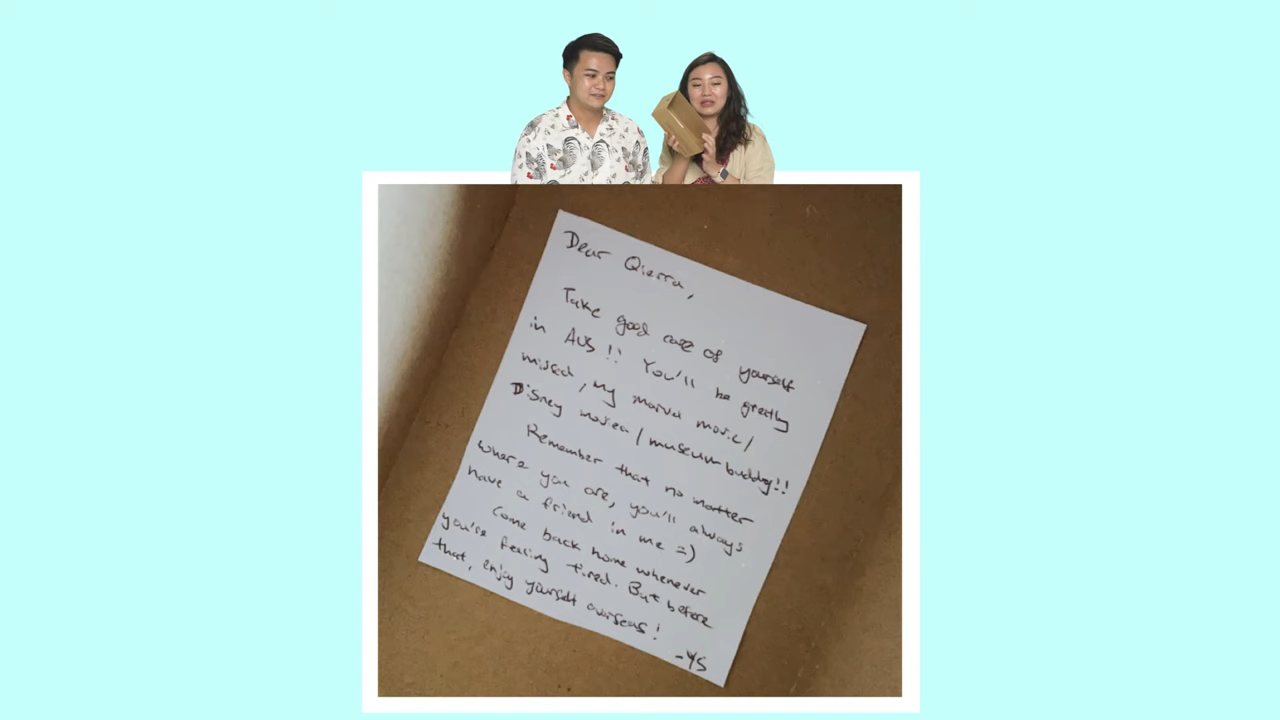 Dear Qierra,
Take good care of yourself
in AUS!! You'll be greatly
missed, my marvel movie/
Disney movies/museum buddy!!
Remember that no matter
where you are, you'll always
have a friend in me =)
Come back home whenever
you're feeling tired. But before
that, enjoy yourself overseas!
-YS